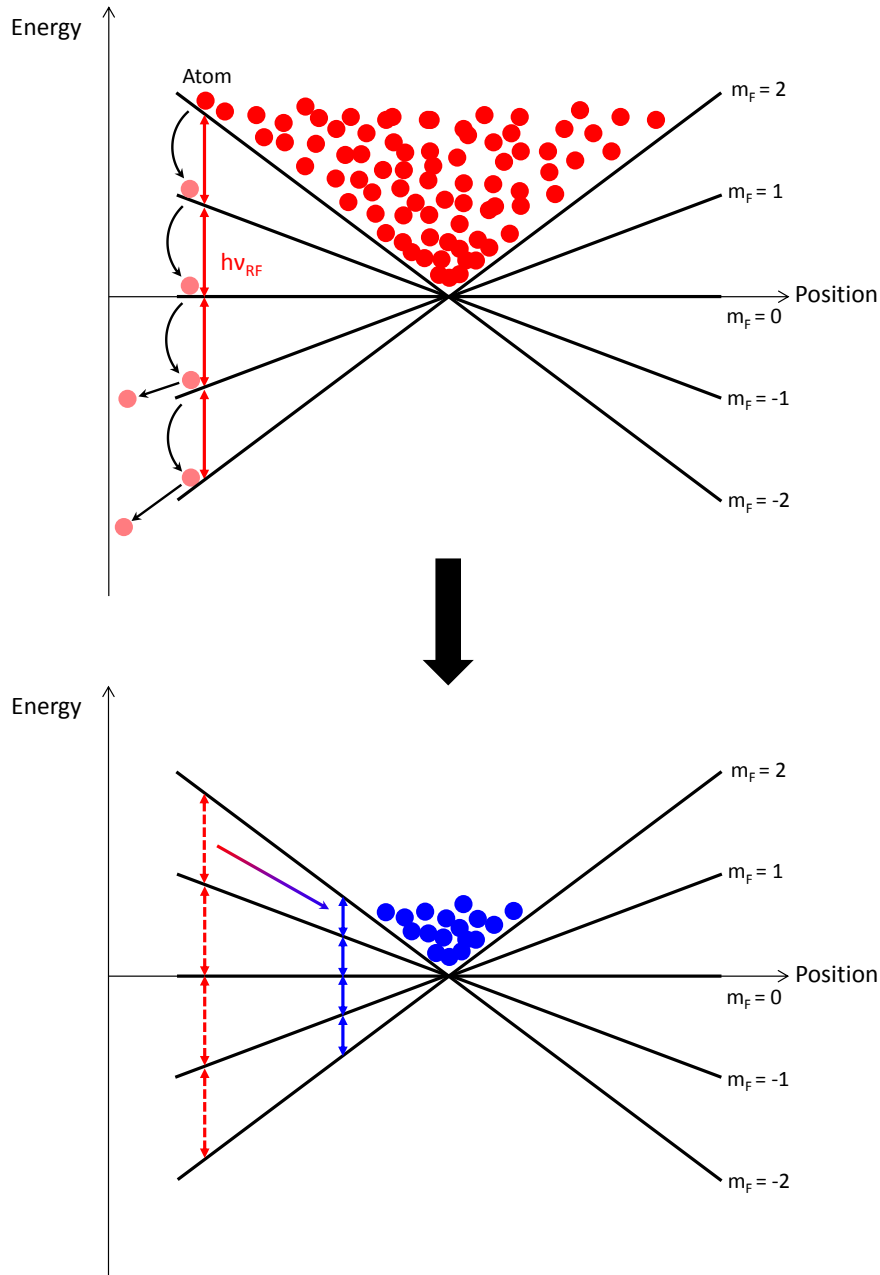 Energy
Atom
m_F = 2
m_F = 1
hν_RF
Position
m_F = 0
m_F = -1
m_F = -2
Energy
m_F = 2
m_F = 1
Position
m_F = 0
m_F = -1
m_F = -2